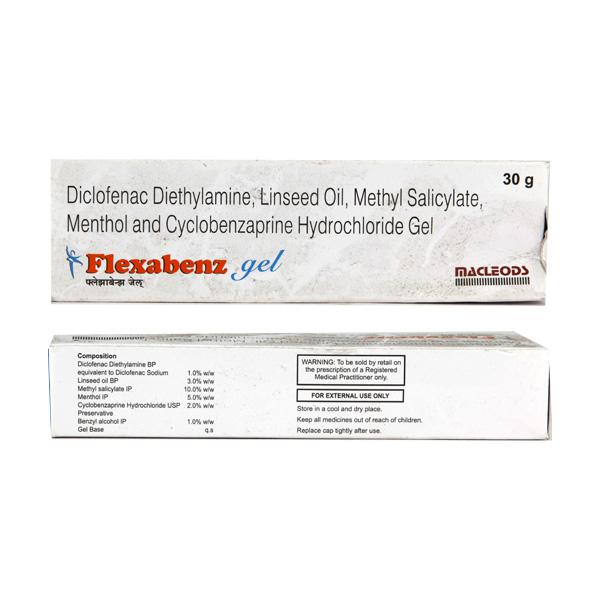 30 g
Diclofenac Diethylamine, Linseed Oil, Methyl Salicylate,
Menthol and Cyclobenzaprine Hydrochloride Gel
Flexabenz gel
फ्लेझाबेन्झ जेल्
MACLEODS
Composition
Diclofenac Diethylamine BP
equivalent to Diclofenac Sodium 1.0% w/w
Linseed oil BP 3.0% w/w
Methyl salicylate IP 10.0% w/w
Menthol IP 5.0% w/w
Cyclobenzaprine Hydrochloride USP 2.0% w/w
Preservative
Benzyl alcohol IP 1.0% w/w
Gel Base q.s
WARNING: To be sold by retail on
the prescription of a Registered
Medical Practitioner only.
FOR EXTERNAL USE ONLY
Store in a cool and dry place.
Keep all medicines out of reach of children.
Replace cap tightly after use.